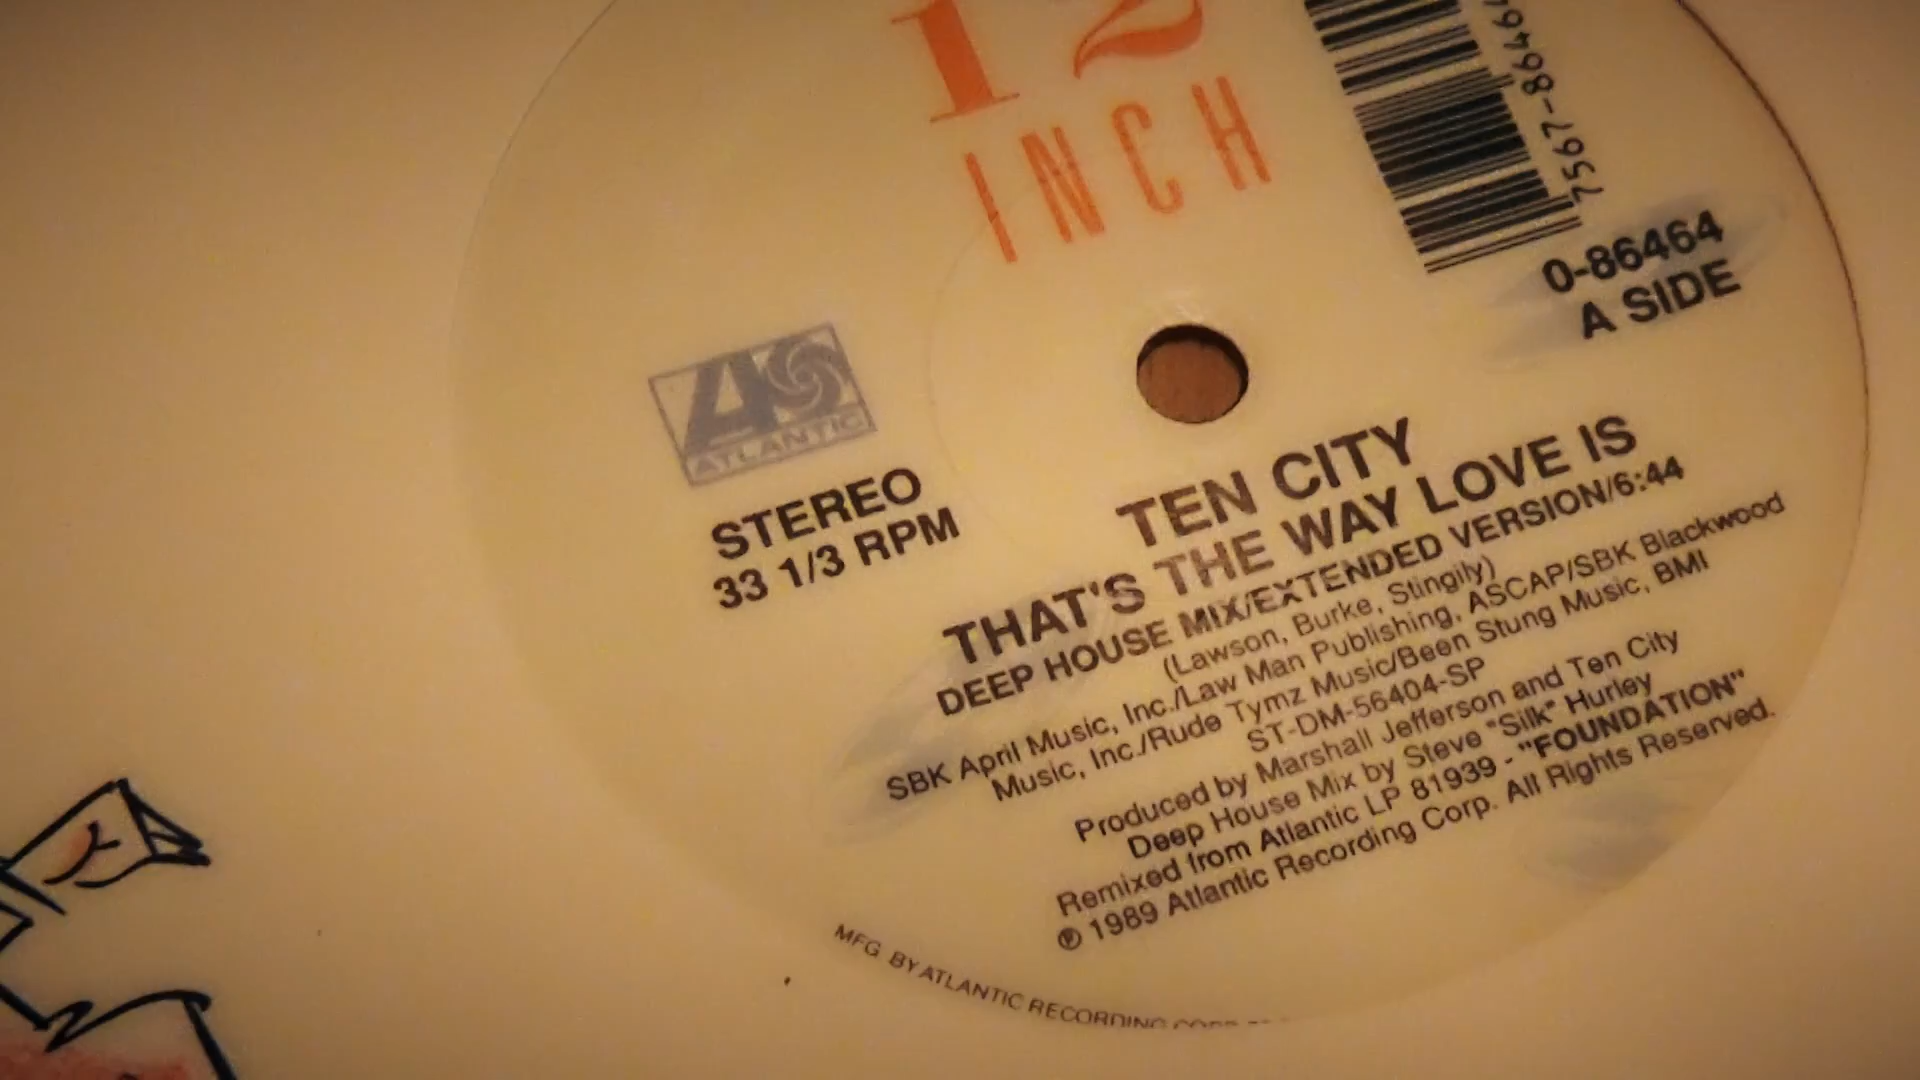 12
INCH
7567-8646
0-86464
A SIDE
ATLANTIC
STEREO
33 1/3 RPM
TEN CITY
THAT'S THE WAY LOVE IS
DEEP HOUSE MIX/EXTENDED VERSION/6:44
(Lawson, Burke, Stingily)
SBK April Music, Inc./Law Man Publishing, ASCAP/SBK Blackwood
Music, Inc./Rude Tymz Music/Been Stung Music, BMI
ST-DM-56404-SP
Produced by Marshall Jefferson and Ten City
Deep House Mix by Steve "Silk" Hurley
Remixed from Atlantic LP 81939 - "FOUNDATION"
℗ 1989 Atlantic Recording Corp. All Rights Reserved.
MFG. BY ATLANTIC RECORDING CORP.